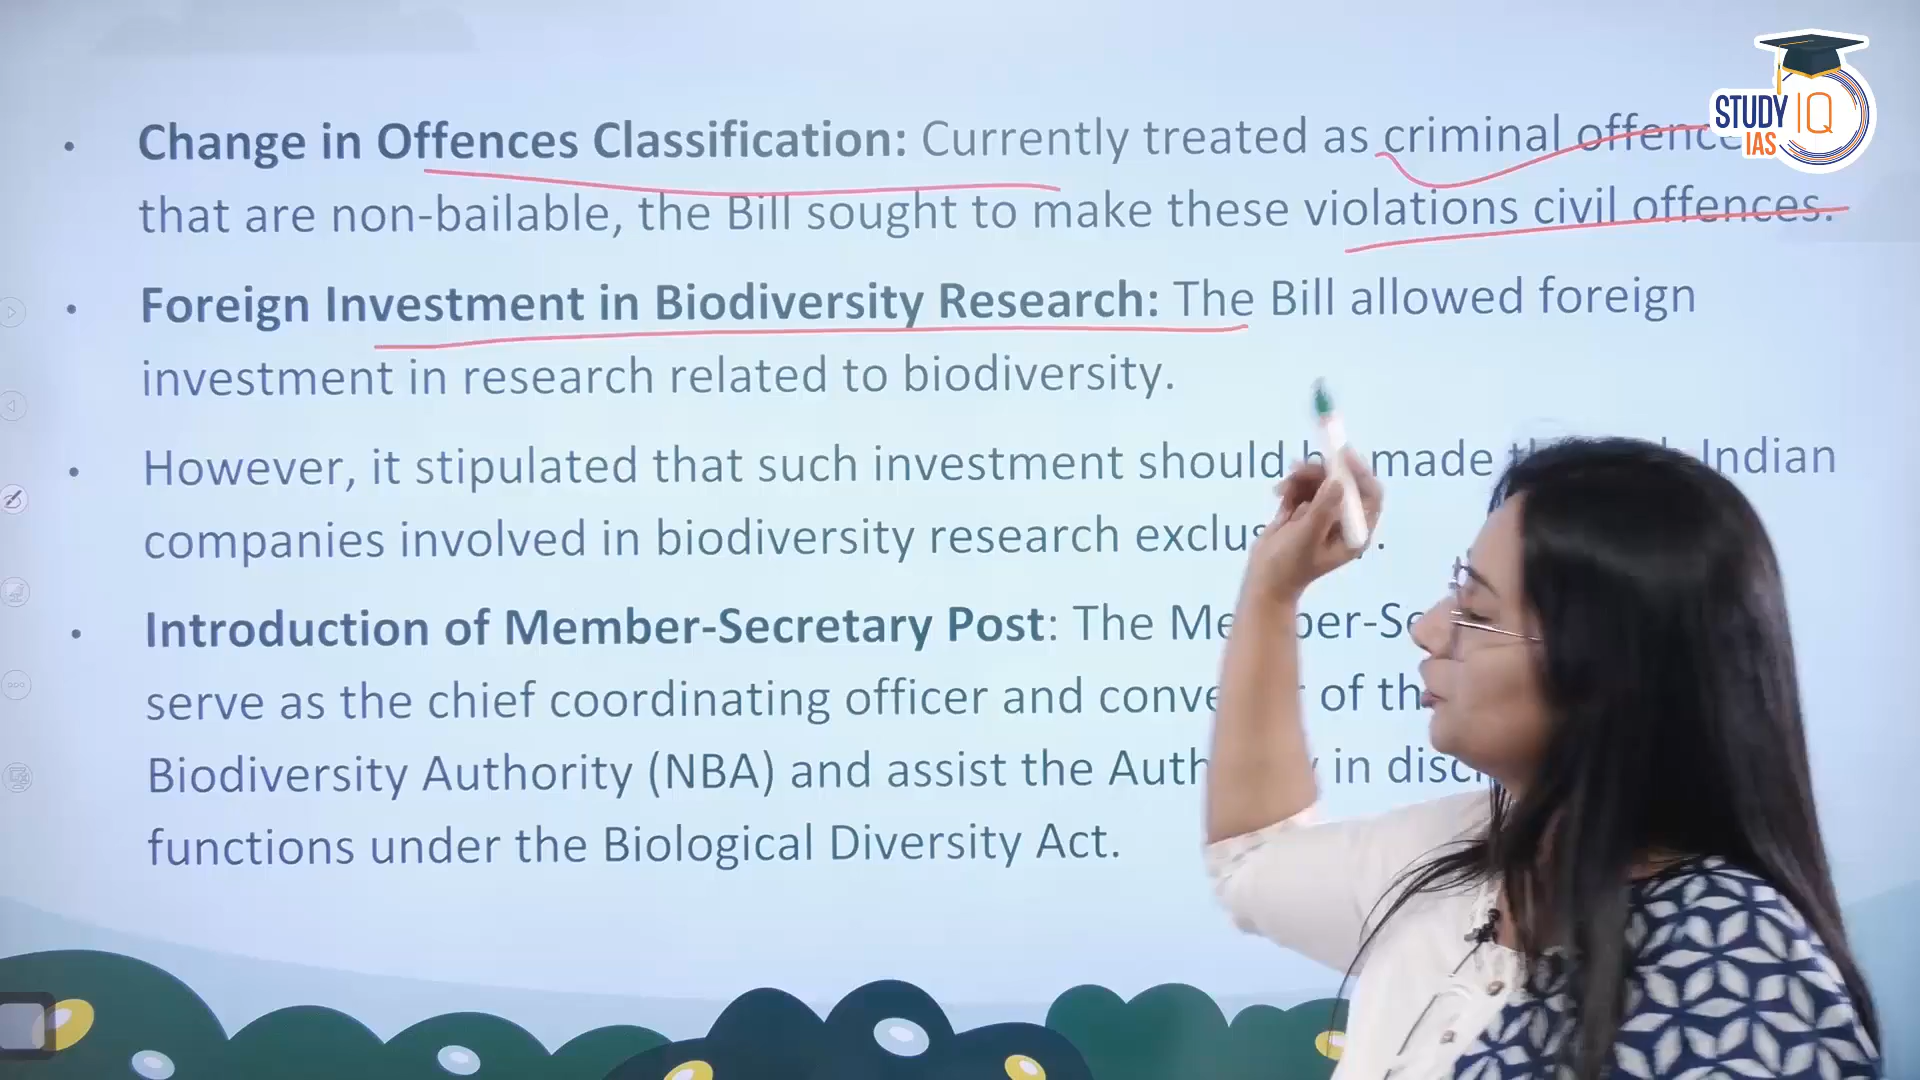 STUDY IQ
IAS
• Change in Offences Classification: Currently treated as criminal
that are non-bailable, the Bill sought to make these violations civil offences.
• Foreign Investment in Biodiversity Research: The Bill allowed foreign
investment in research related to biodiversity.
• However, it stipulated that such investment should made Indian
companies involved in biodiversity research
• Introduction of Member-Secretary Post: The
serve as the chief coordinating officer and of
Biodiversity Authority (NBA) and assist the in
functions under the Biological Diversity Act.